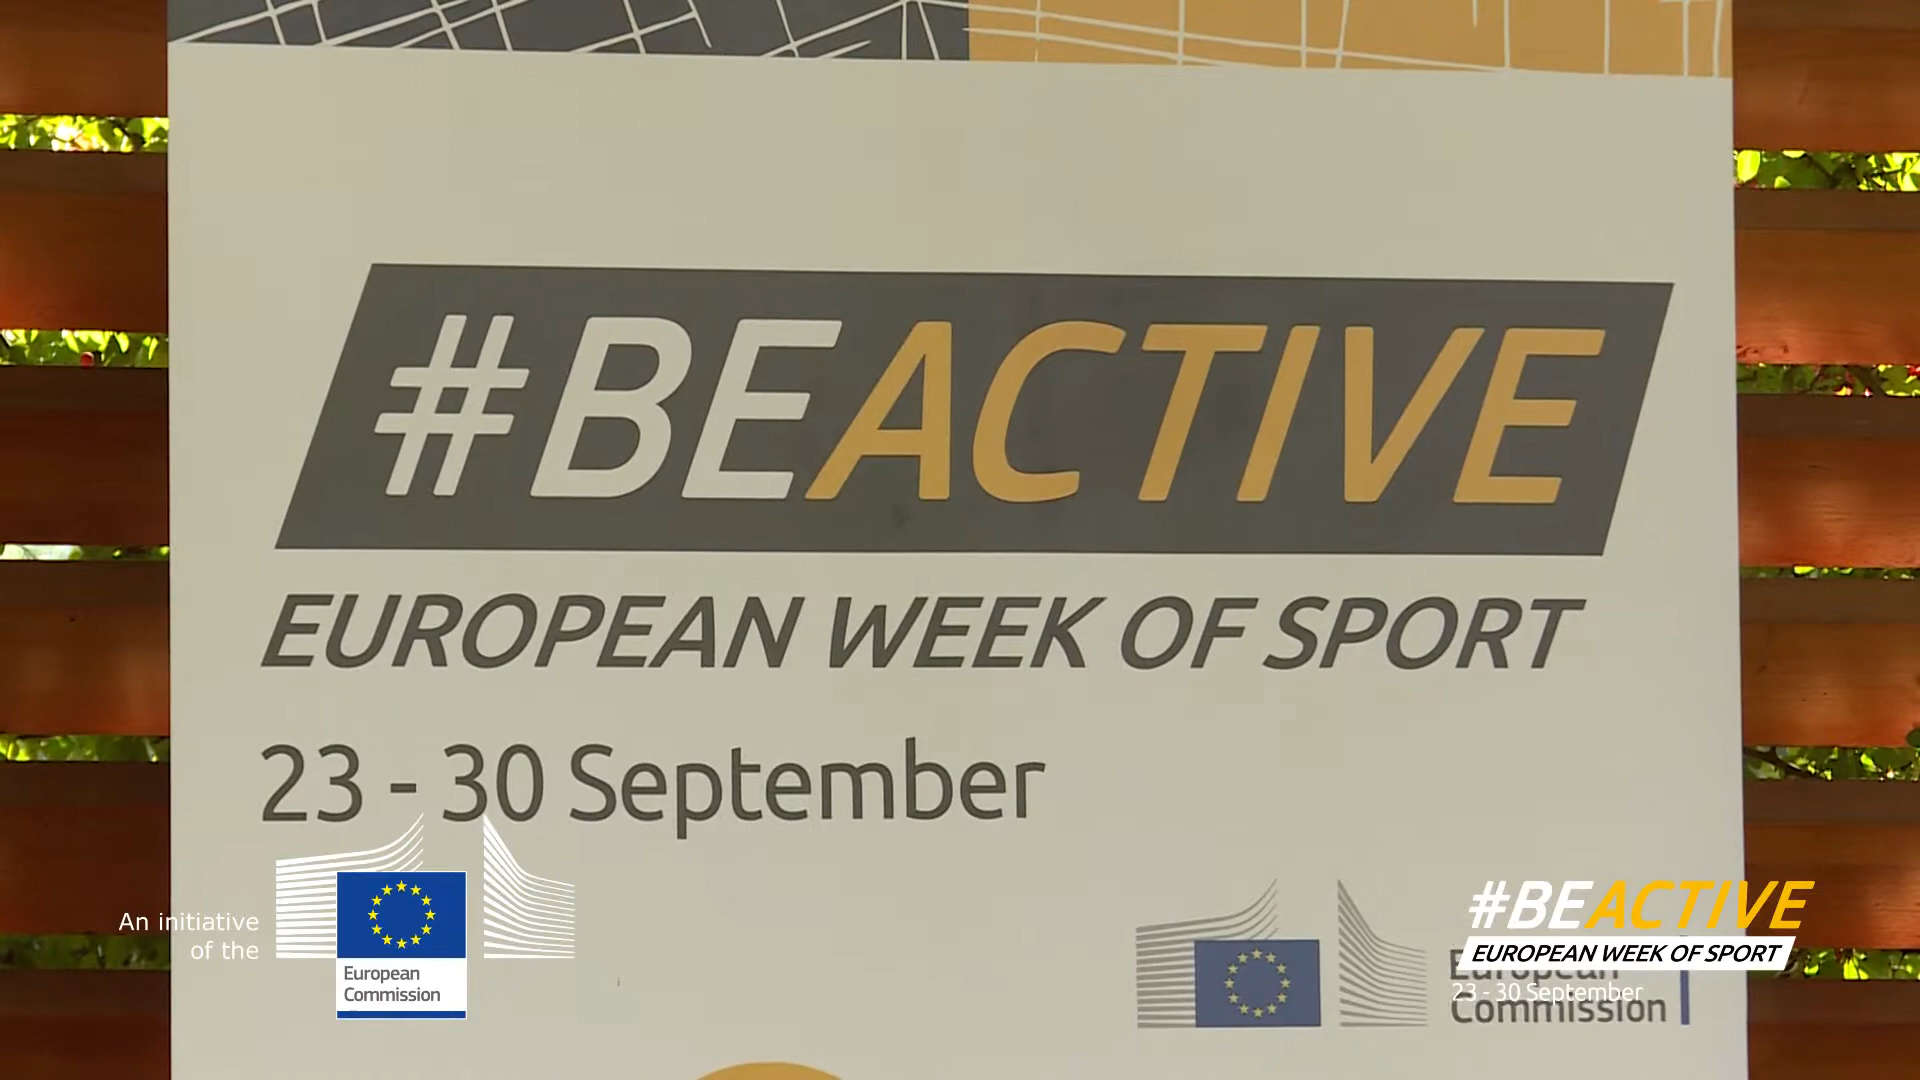 #BEACTIVE
EUROPEAN WEEK OF SPORT
23 - 30 September
An initiative
of the
European
Commission
European
Commission
#BEACTIVE
EUROPEAN WEEK OF SPORT
23 - 30 September